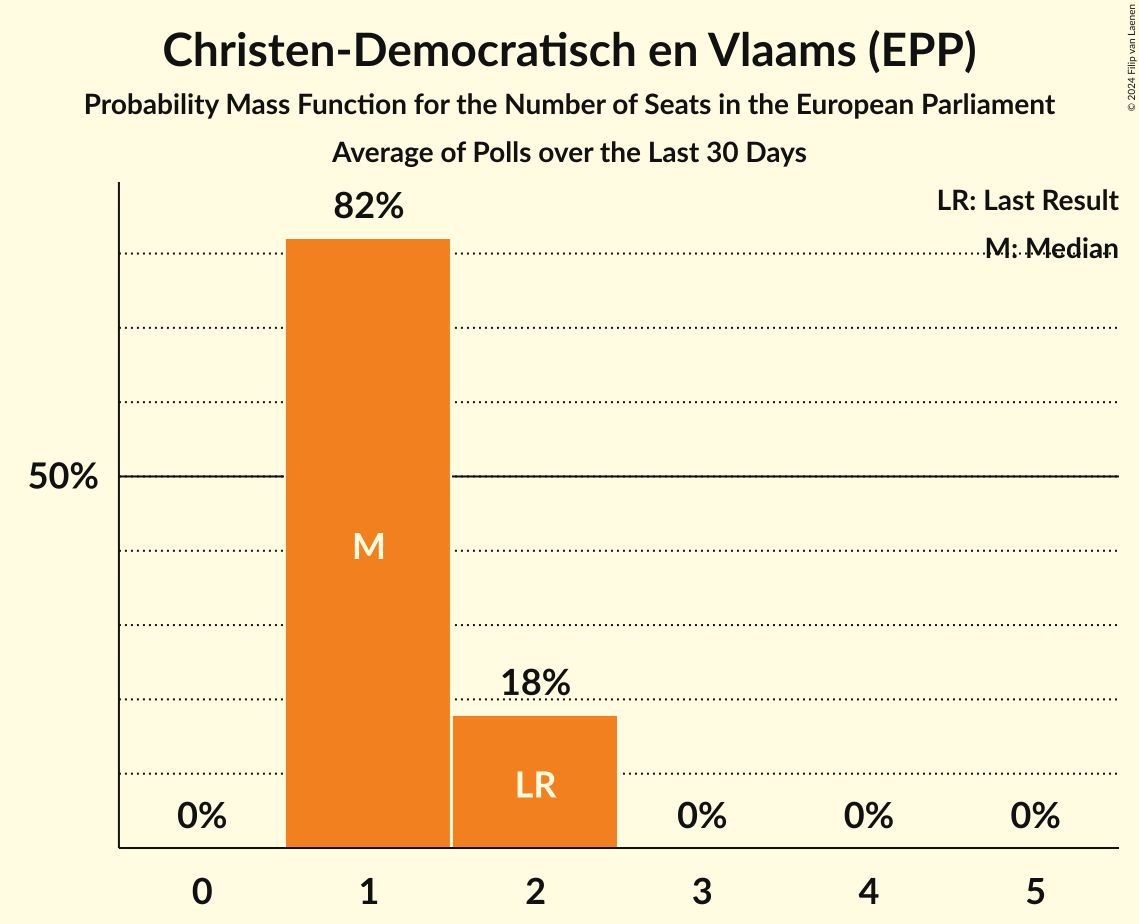 Christen-Democratisch en Vlaams (EPP)
Probability Mass Function for the Number of Seats in the European Parliament
Average of Polls over the Last 30 Days
© 2024 Filip van Laenen
LR: Last Result
M: Median
82%
50%
M
18%
LR
0%
0%
0%
0%
0
1
2
3
4
5